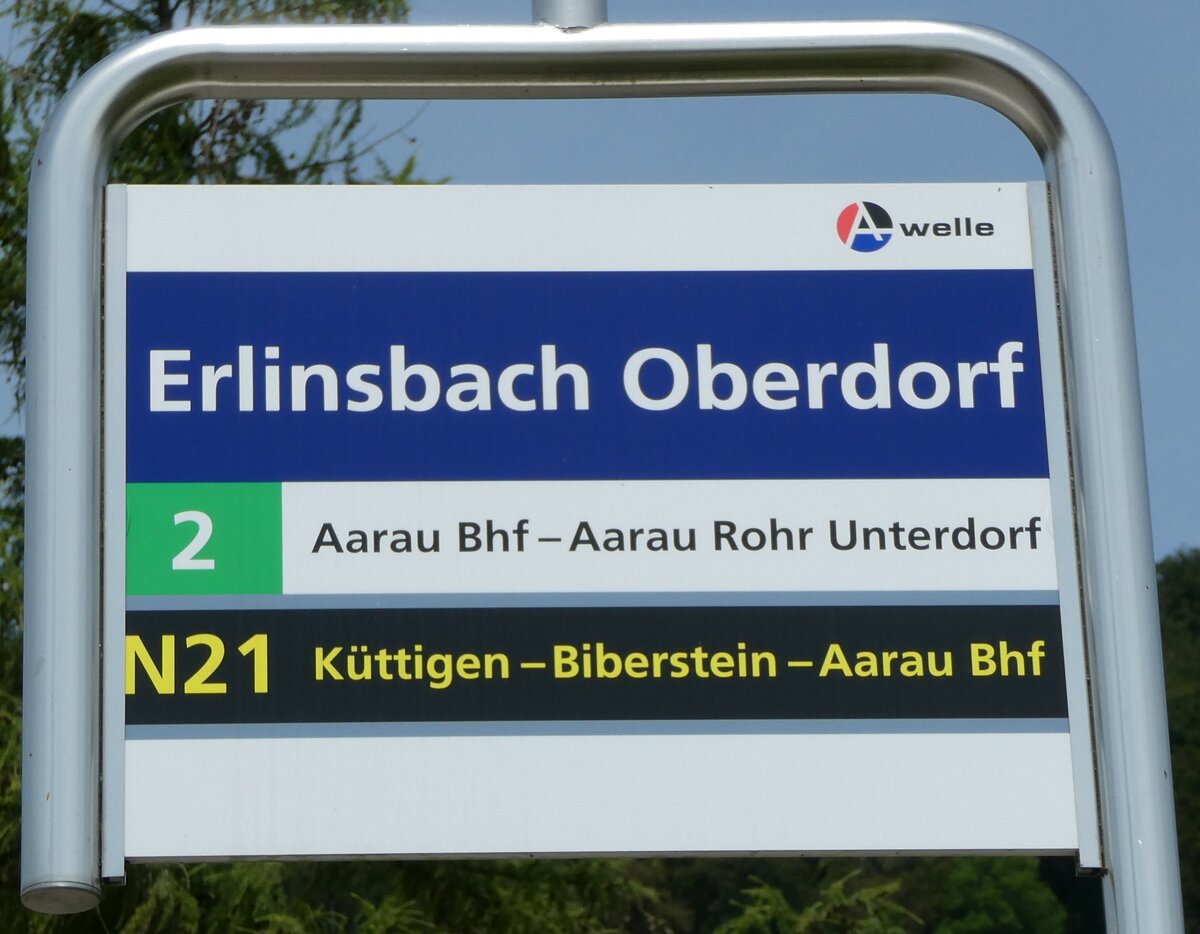 A welle
Erlinsbach Oberdorf
2 Aarau Bhf – Aarau Rohr Unterdorf
N21 Küttigen – Biberstein – Aarau Bhf